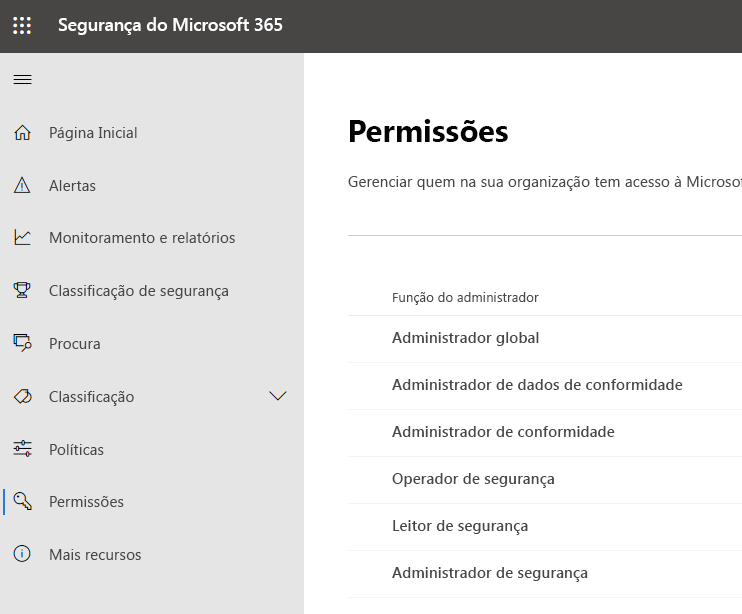 Segurança do Microsoft 365
Página Inicial
Alertas
Monitoramento e relatórios
Classificação de segurança
Procura
Classificação
Políticas
Permissões
Mais recursos
Permissões
Gerenciar quem na sua organização tem acesso à
Função do administrador
Administrador global
Administrador de dados de conformidade
Administrador de conformidade
Operador de segurança
Leitor de segurança
Administrador de segurança